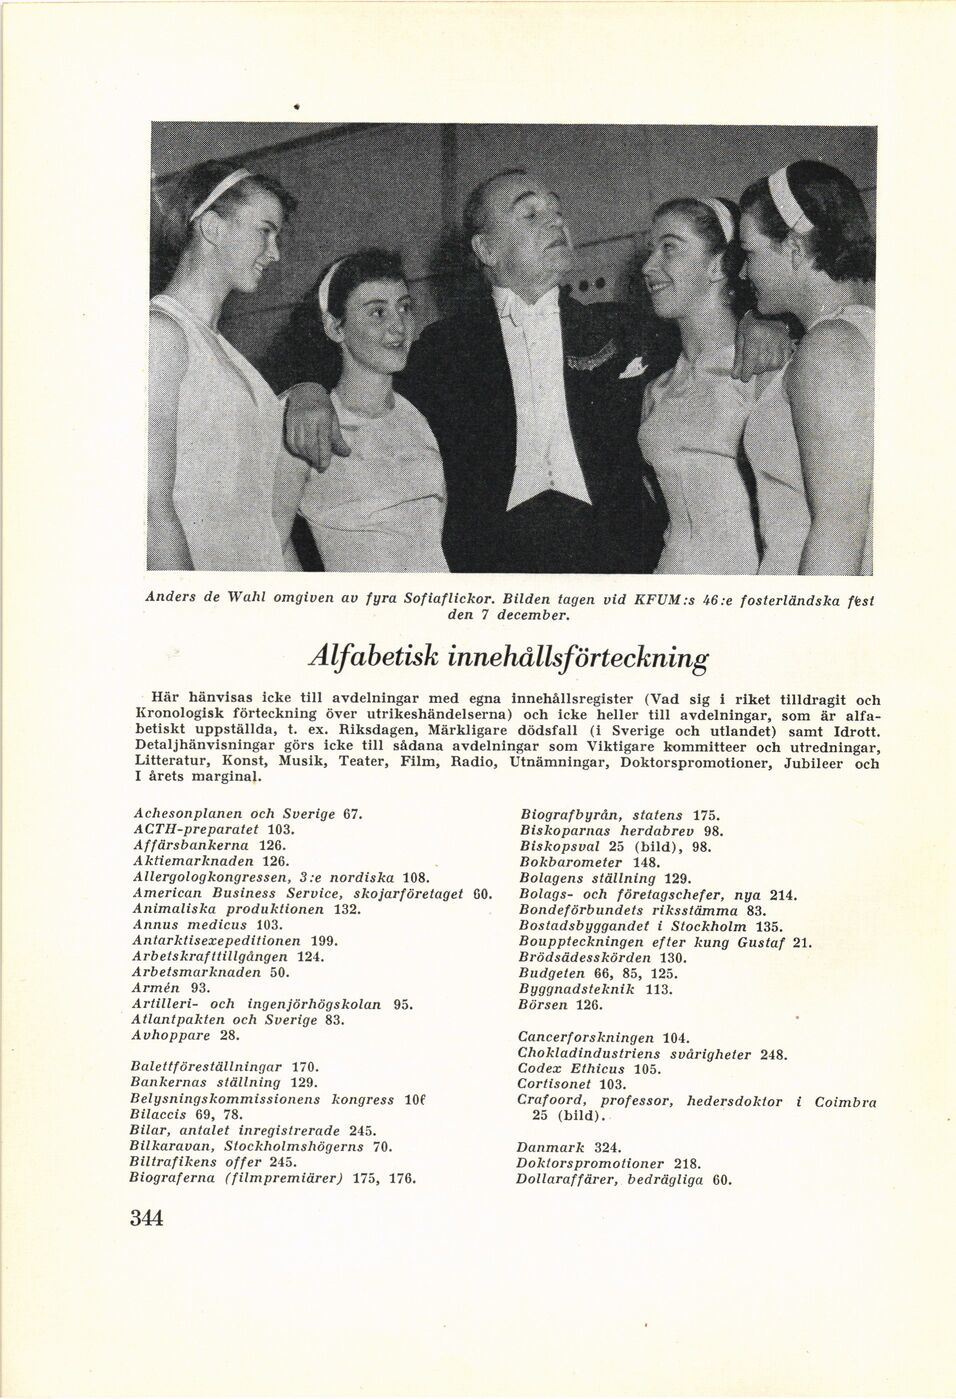 Anders de Wahl omgiven av fyra Sofiaflickor. Bilden tagen vid KFUM:s 46:e fosterländska fest
den 7 december.
Alfabetisk innehållsförteckning
Här hänvisas icke till avdelningar med egna innehållsregister (Vad sig i riket tilldragit och
Kronologisk förteckning över utrikeshändelserna) och icke heller till avdelningar, som är alfa-
betiskt uppställda, t. ex. Riksdagen, Märkligare dödsfall (i Sverige och utlandet) samt Idrott.
Detaljhänvisningar görs icke till sådana avdelningar som Viktigare kommitteer och utredningar,
Litteratur, Konst, Musik, Teater, Film, Radio, Utnämningar, Doktorspromotioner, Jubileer och
I årets marginal.
Achesonplanen och Sverige 67.
ACTH-preparatet 103.
Affärsbankerna 126.
Aktiemarknaden 126.
Allergologkongressen, 3:e nordiska 108.
American Business Service, skojarföretaget 60.
Animaliska produktionen 132.
Annus medicus 103.
Antarktisexepeditionen 199.
Arbetskrafttillgången 124.
Arbetsmarknaden 50.
Armén 93.
Artilleri- och ingenjörhögskolan 95.
Atlantpakten och Sverige 83.
Avhoppare 28.
Balettföreställningar 170.
Bankernas ställning 129.
Belysningskommissionens kongress
Bilaccis 69, 78.
Bilar, antalet inregistrerade 245.
Bilkaravan, Stockholmshögerns 70.
Biltrafikens offer 245.
Biograferna (filmpremiärer) 175, 176.
Biografbyrån, statens 175.
Biskoparnas herdabrev 98.
Biskopsval 25 (bild), 98.
Bokbarometer 148.
Bolagens ställning 129.
Bolags- och företagschefer, nya 214.
Bondeförbundets riksstämma 83.
Bostadsbyggandet i Stockholm 135.
Bouppteckningen efter kung Gustaf 21.
Brödsädesskörden 130.
Budgeten 66, 85, 125.
Byggnadsteknik 113.
Börsen 126.
Cancerforskningen 104.
Chokladindustriens svårigheter 248.
Codex Ethicus 105.
Cortisonet 103.
Crafoord, professor, hedersdoktor i Coimbra
25 (bild).
Danmark 324.
Doktorspromotioner 218.
Dollaraffärer, bedrägliga 60.
344